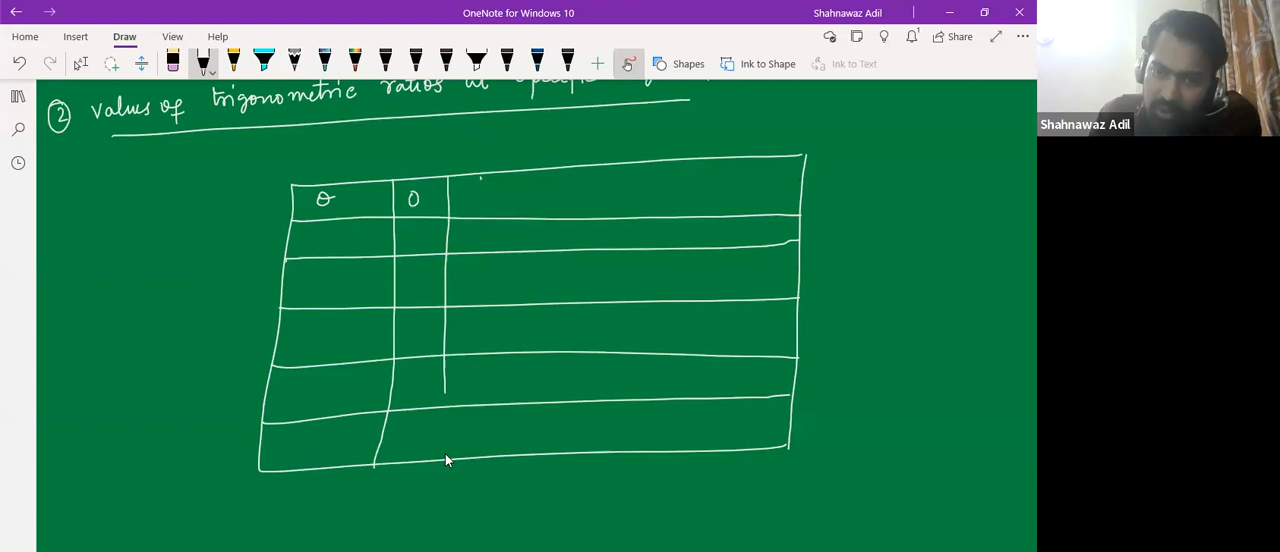 OneNote for Windows 10
Shahnawaz Adil
Home Insert Draw View Help
Share
Shapes Ink to Shape Ink to Text
② values of trigonometric ratios at
Shahnawaz Adil
θ 0